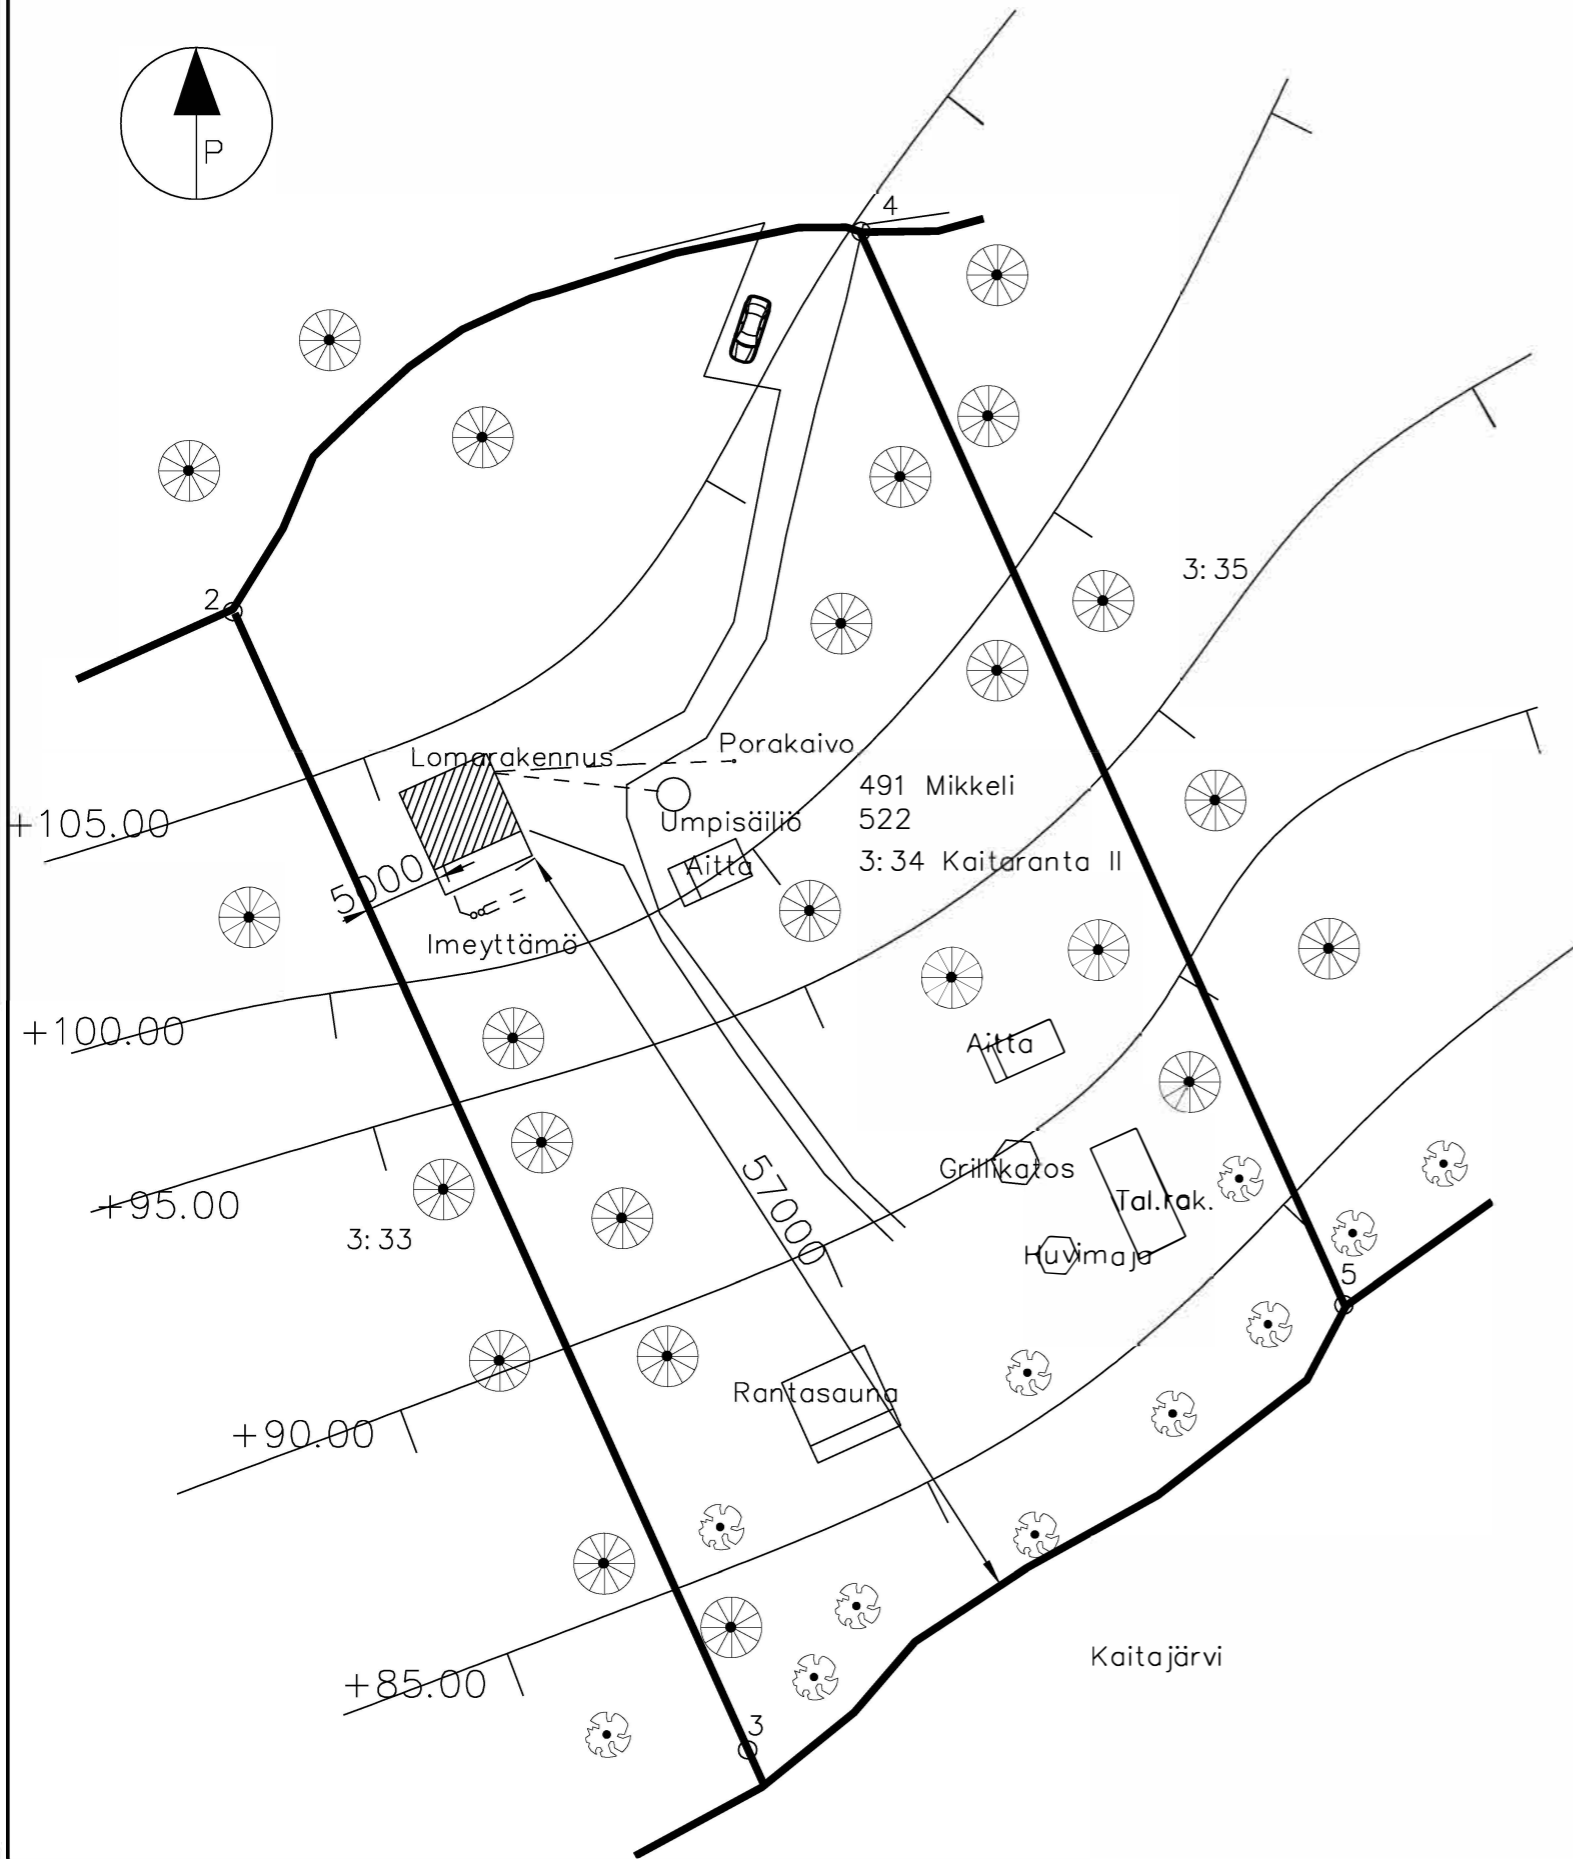 P
4
2
3:35
Lomarakennus
Porakaivo
491 Mikkeli
522
3:34 Kaitaranta II
+105.00
Umpisäiliö
Aitta
5000
Imeyttämö
+100.00
Aitta
57000
Grillikatos
+95.00
Tal.rak.
3:33
Huvimaja
5
Rantasauna
+90.00
Kaitajärvi
+85.00
3